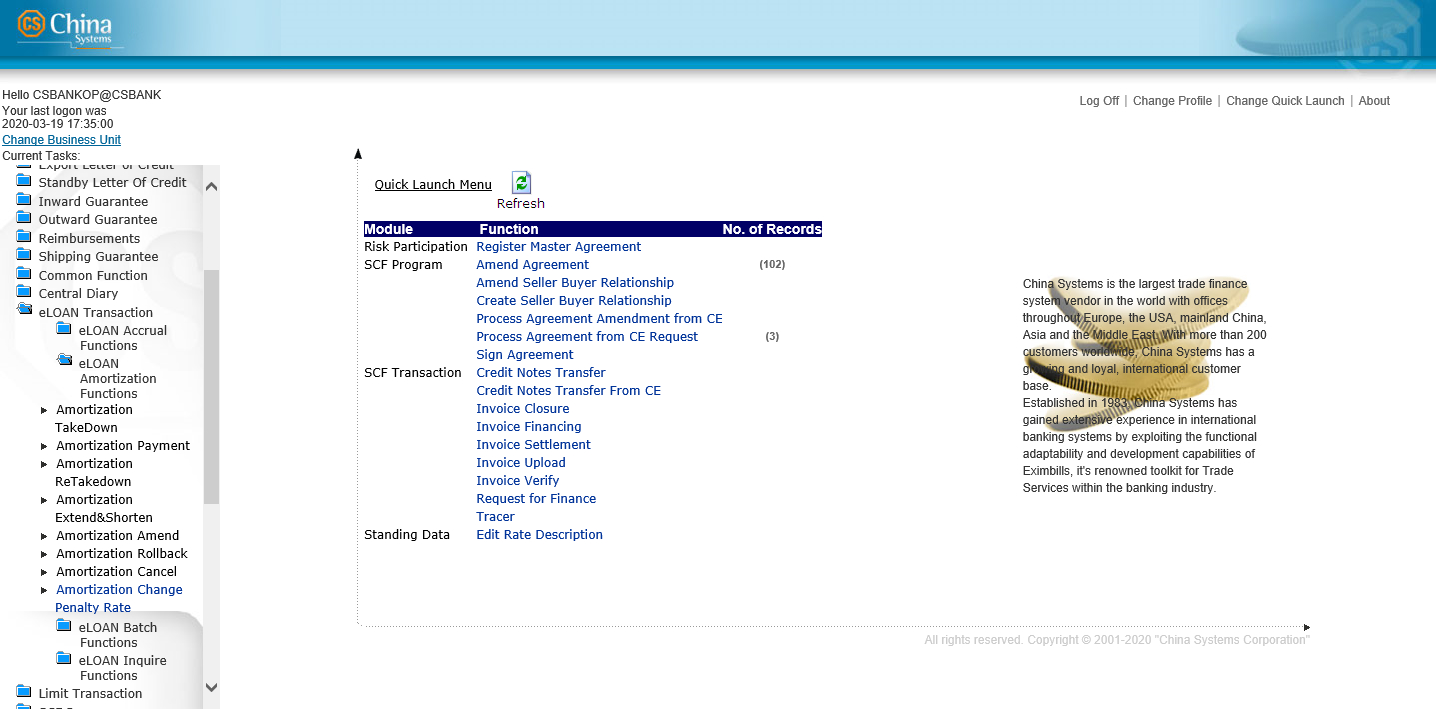 CS China
Systems
CS
Hello CSBANKOP@CSBANK
Your last logon was
2020-03-19 17:35:00
Change Business Unit
Current Tasks:
Log Off | Change Profile | Change Quick Launch | About
Export Letter of Credit
Standby Letter Of Credit
Inward Guarantee
Outward Guarantee
Reimbursements
Shipping Guarantee
Common Function
Central Diary
eLOAN Transaction
eLOAN Accrual
Functions
eLOAN
Amortization
Functions
Amortization
TakeDown
Amortization Payment
Amortization
ReTakedown
Amortization
Extend&Shorten
Amortization Amend
Amortization Rollback
Amortization Cancel
Amortization Change
Penalty Rate
eLOAN Batch
Functions
eLOAN Inquire
Functions
Limit Transaction
Quick Launch Menu
Refresh
Module Function No. of Records
Risk Participation Register Master Agreement
SCF Program Amend Agreement (102)
Amend Seller Buyer Relationship
Create Seller Buyer Relationship
Process Agreement Amendment from CE
Process Agreement from CE Request (3)
Sign Agreement
SCF Transaction Credit Notes Transfer
Credit Notes Transfer From CE
Invoice Closure
Invoice Financing
Invoice Settlement
Invoice Upload
Invoice Verify
Request for Finance
Tracer
Standing Data Edit Rate Description
China Systems is the largest trade finance
system vendor in the world with offices
throughout Europe, the USA, mainland China,
Asia and the Middle East. With more than 200
customers worldwide, China Systems has a
growing and loyal, international customer
base.
Established in 1983, China Systems has
gained extensive experience in international
banking systems by exploiting the functional
adaptability and development capabilities of
Eximbills, it's renowned toolkit for Trade
Services within the banking industry.
All rights reserved. Copyright © 2001-2020 "China Systems Corporation"